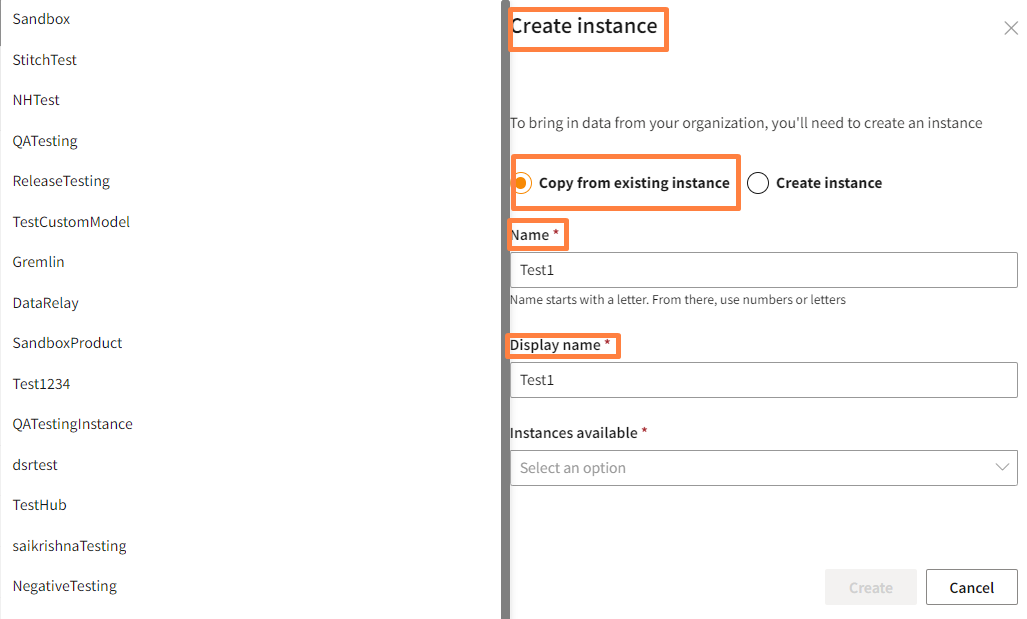 Sandbox
StitchTest
NHTest
QATesting
ReleaseTesting
TestCustomModel
Gremlin
DataRelay
SandboxProduct
Test1234
QATestingInstance
dsrtest
TestHub
saikrishnaTesting
NegativeTesting
Create instance
To bring in data from your organization, you'll need to create an instance
Copy from existing instance Create instance
Name *
Test1
Name starts with a letter. From there, use numbers or letters
Display name *
Test1
Instances available *
Select an option
Create Cancel